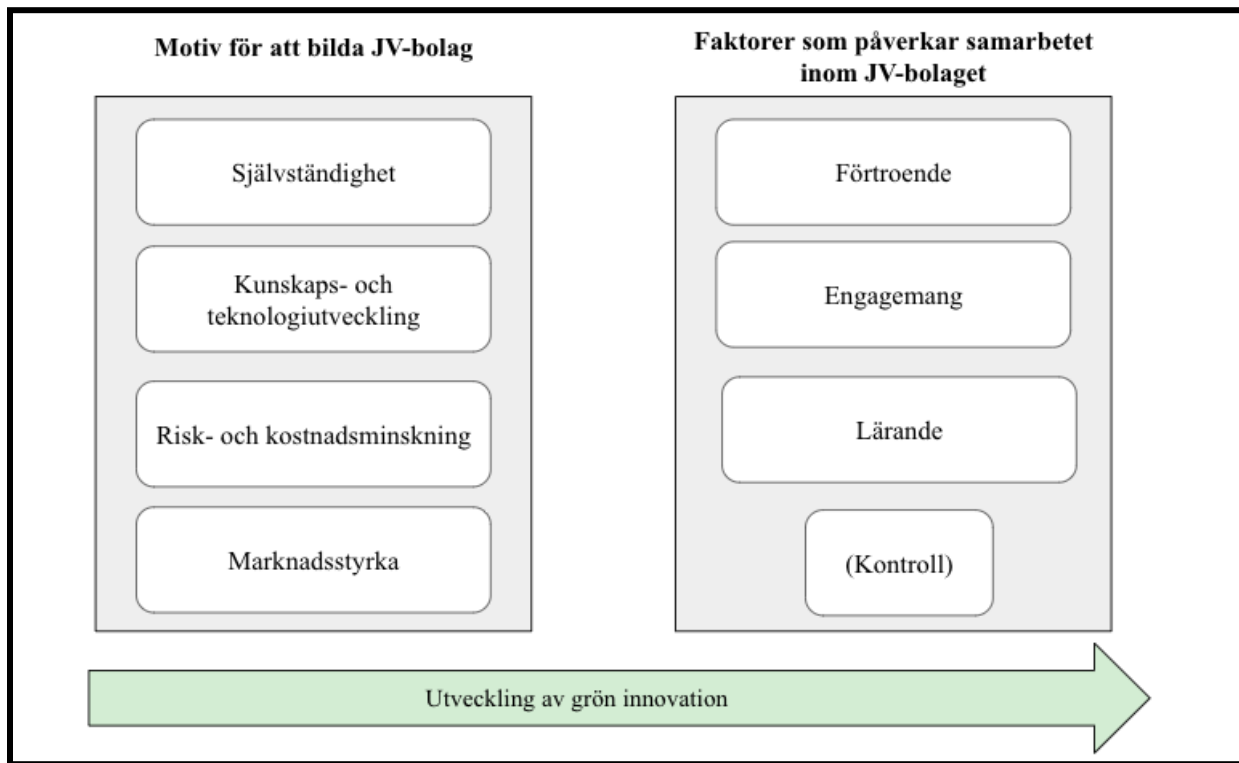 Motiv för att bilda JV-bolag
Självständighet
Kunskaps- och
teknologiutveckling
Risk- och kostnadsminskning
Marknadsstyrka
Faktorer som påverkar samarbetet
inom JV-bolaget
Förtroende
Engagemang
Lärande
(Kontroll)
Utveckling av grön innovation